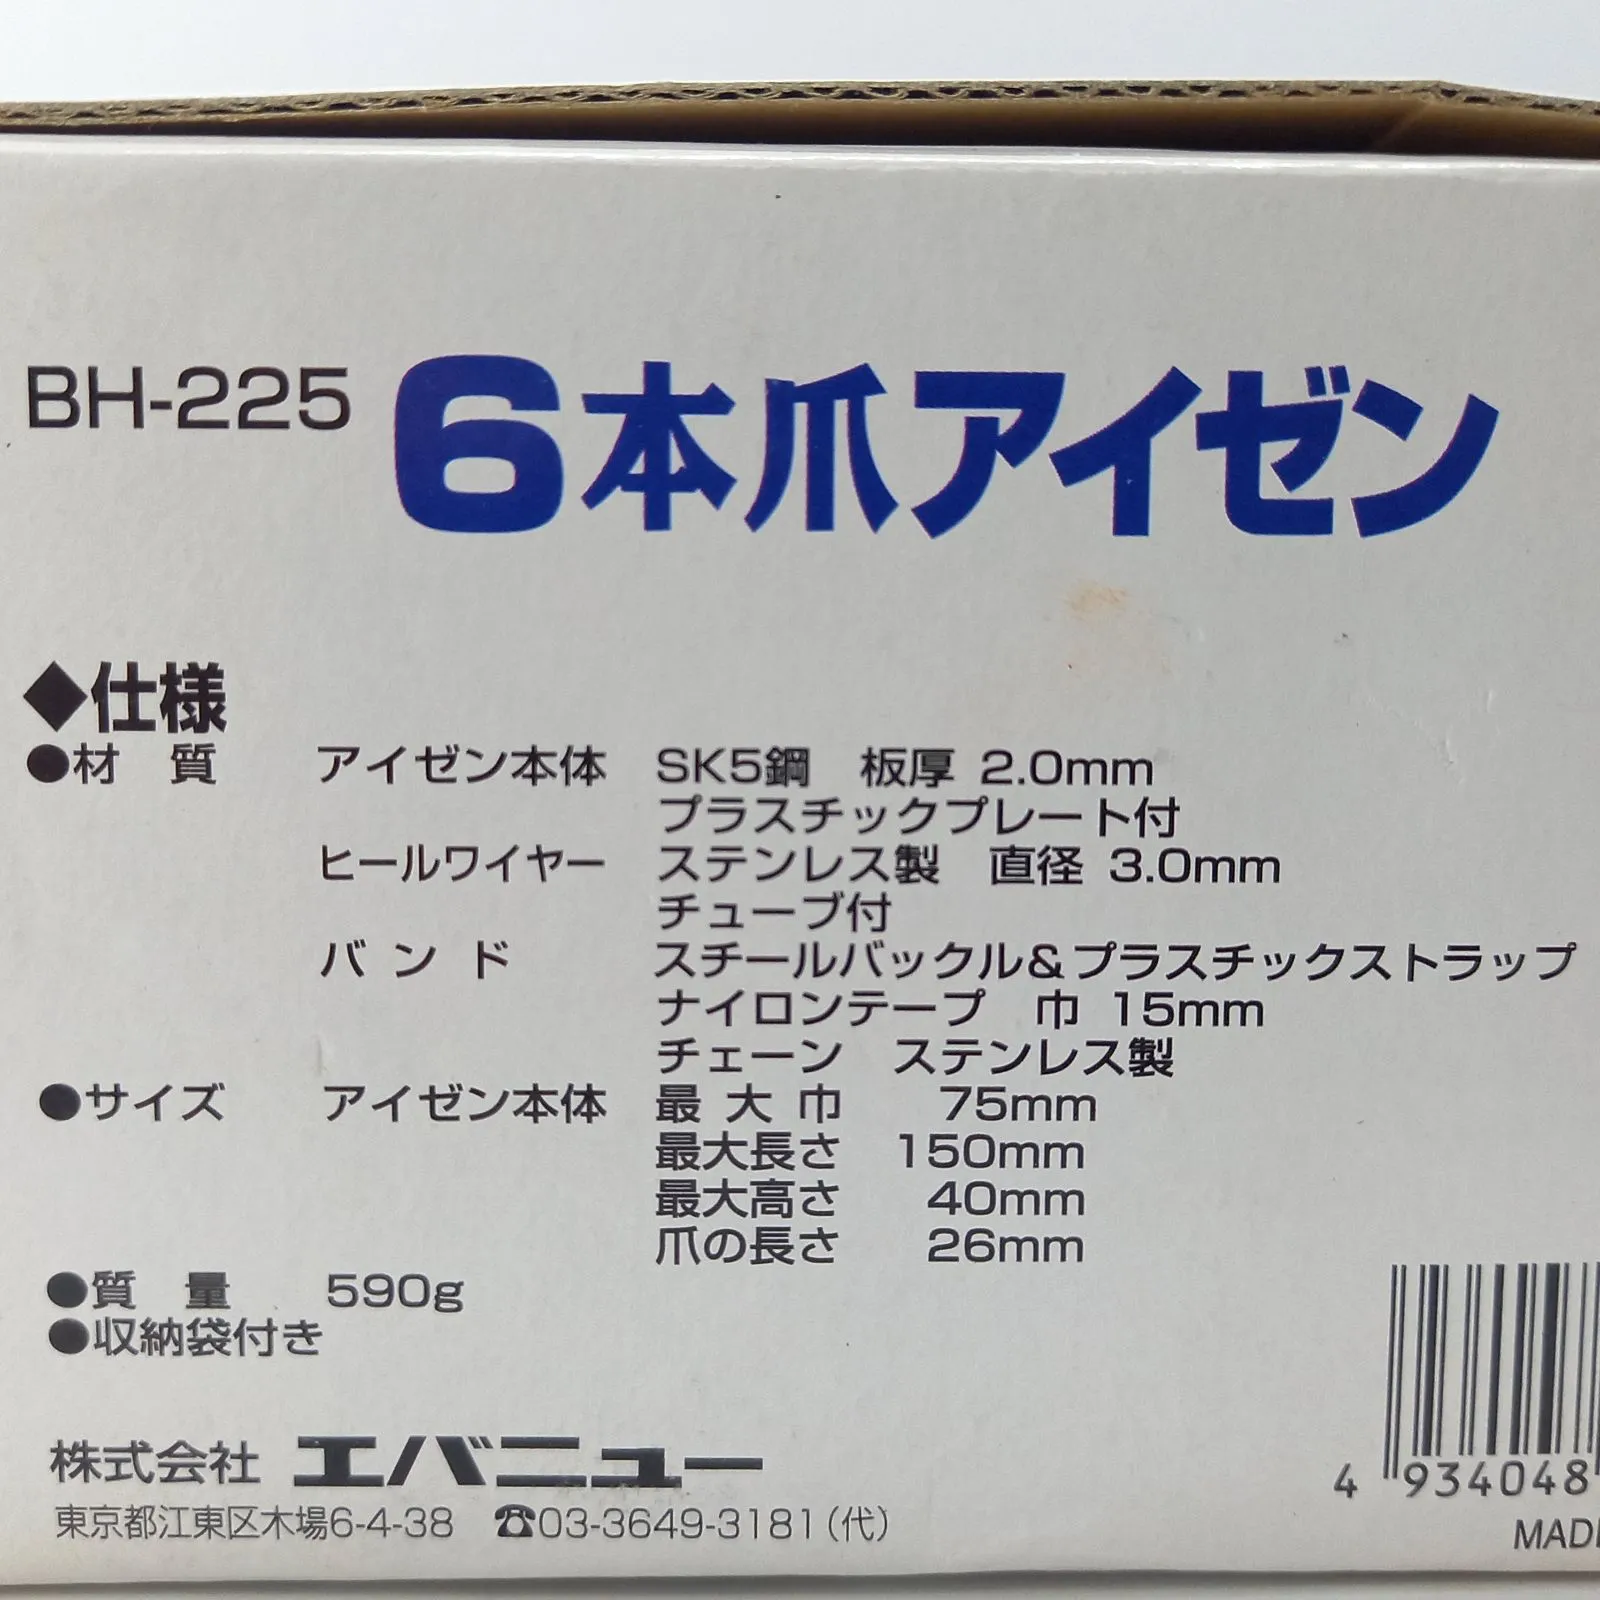 BH-225 6本爪アイゼン
◆仕様
●材 質 アイゼン本体 SK5鋼 板厚 2.0mm
プラスチックプレート付
ヒールワイヤー ステンレス製 直径 3.0mm
チューブ付
バンド スチールバックル&プラスチックストラップ
ナイロンテープ 巾 15mm
チェーン ステンレス製
●サイズ アイゼン本体 最大巾 75mm
最大長さ 150mm
最大高さ 40mm
爪の長さ 26mm
●質 量 590g
●収納袋付き
株式会社 エバニュー
東京都江東区木場6-4-38 ☎03-3649-3181(代)
4 934048
MADE